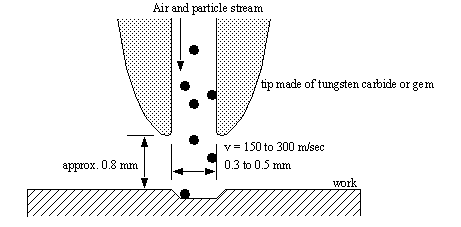 Air and particle stream
tip made of tungsten carbide or gem
v = 150 to 300 m/sec
approx. 0.8 mm
0.3 to 0.5 mm
work